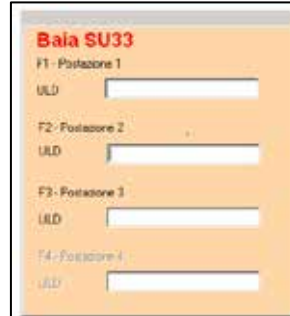 Baia SU33
F1 - Postazione 1
ULD
F2 - Postazione 2
ULD
F3 - Postazione 3
ULD
F4 - Postazione 4
ULD